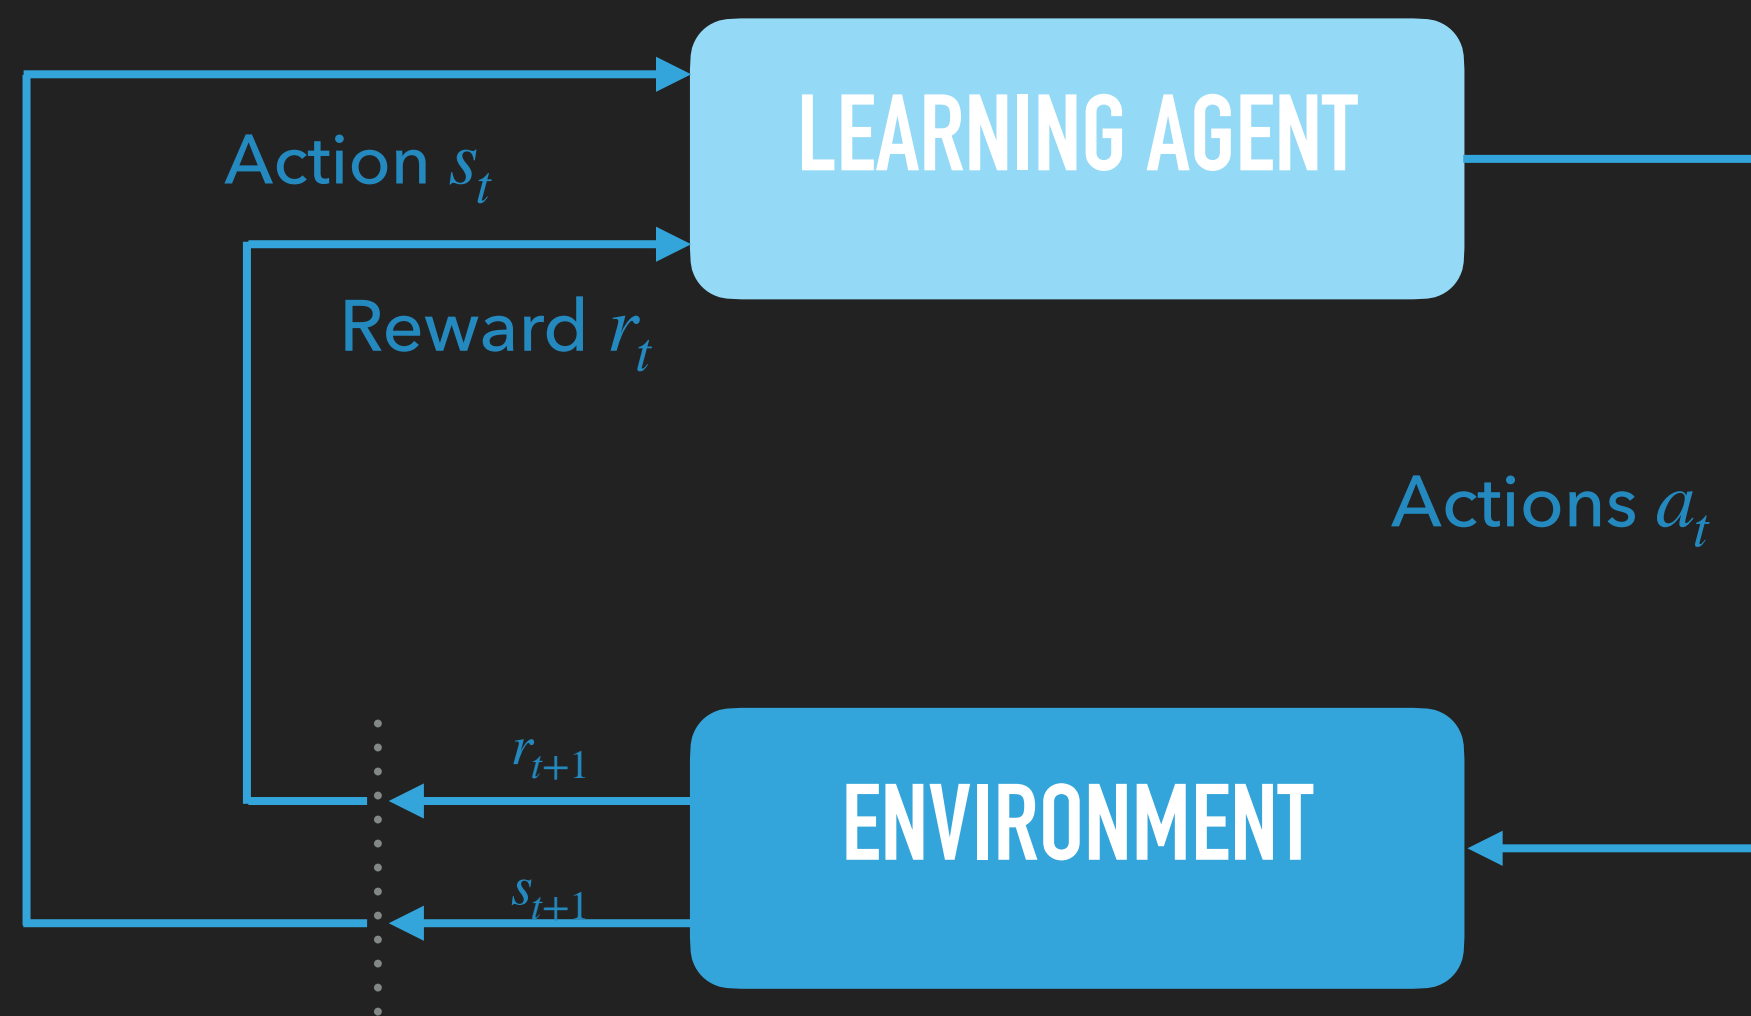 LEARNING AGENT
Action s_t
Reward r_t
Actions a_t
r_{t+1}
ENVIRONMENT
s_{t+1}